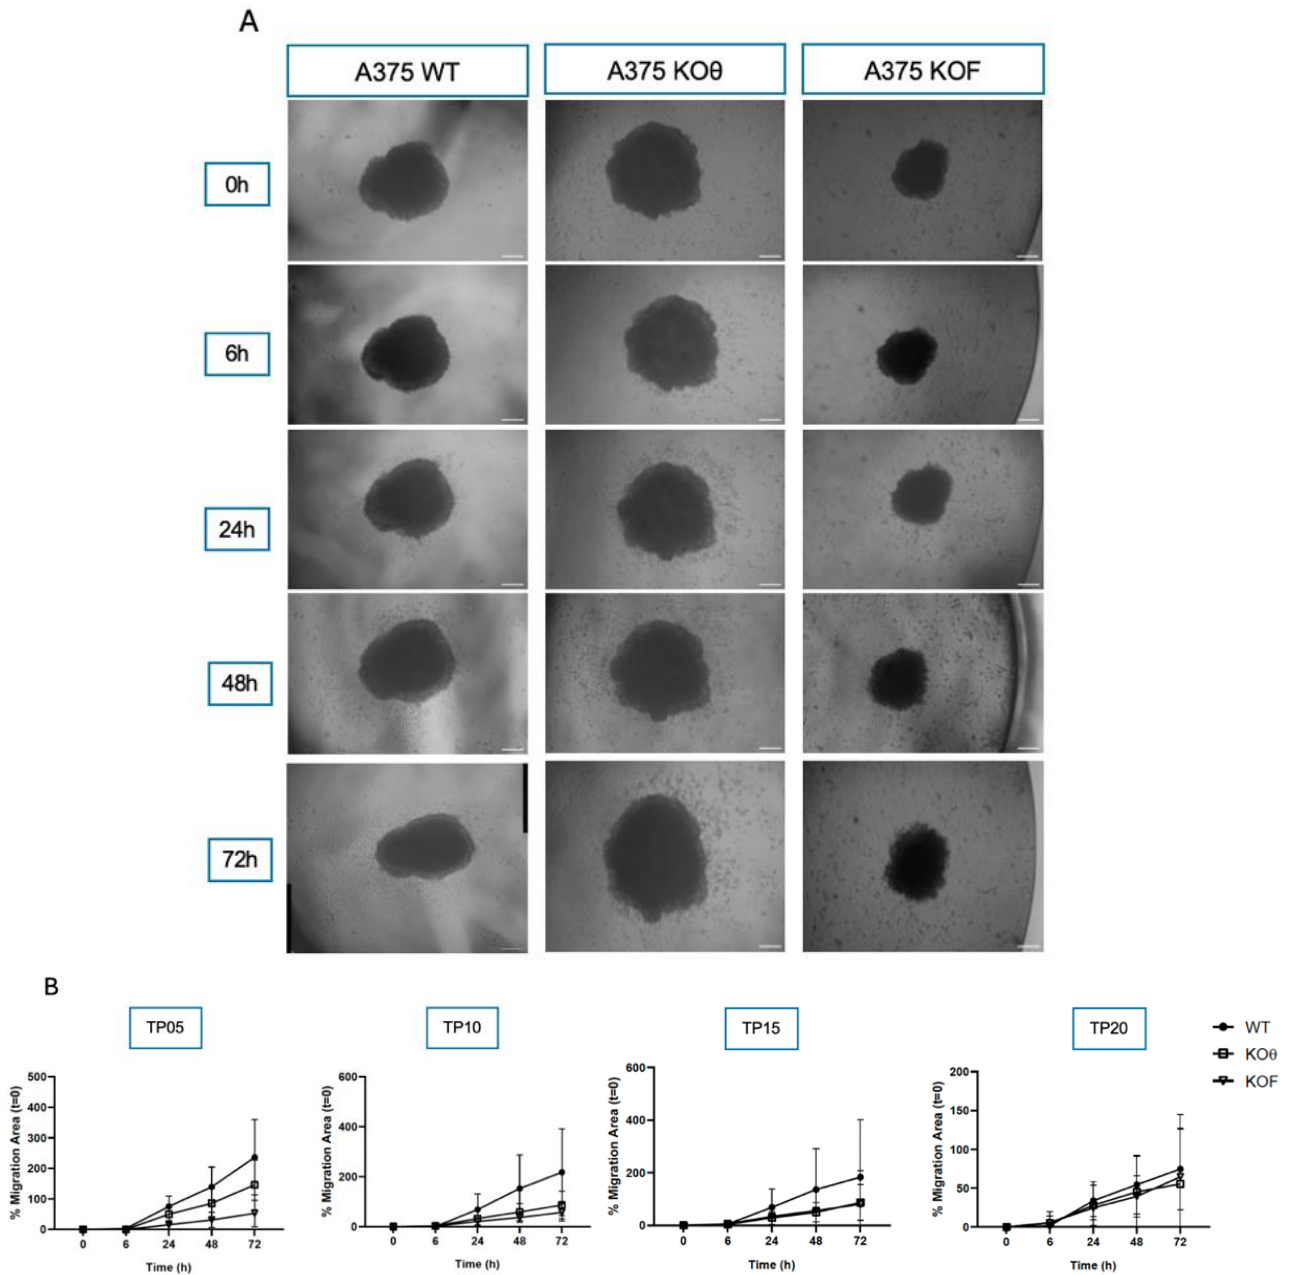 A
A375 WT
A375 KOθ
A375 KOF
0h
6h
24h
48h
72h
B
TP05
TP10
TP15
TP20
WT
KOθ
KOF
% Migration Area (t=0)
500
400
300
200
100
0
0 6 24 48 72
Time (h)
% Migration Area (t=0)
600
400
200
0
0 6 24 48 72
Time (h)
% Migration Area (t=0)
600
400
200
0
0 6 24 48 72
Time (h)
% Migration Area (t=0)
200
150
100
50
0
0 6 24 48 72
Time (h)